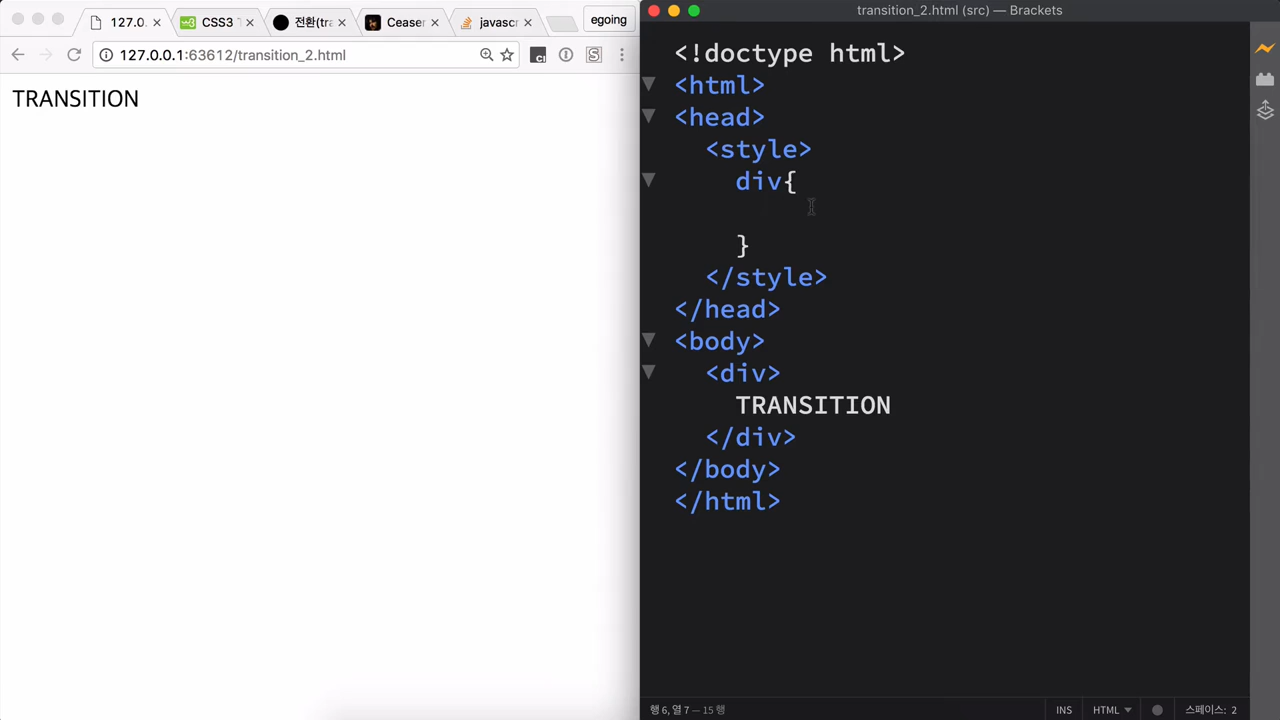 127.0.
CSS3 T
전환(tra
Ceaser
javascr
egoing
127.0.0.1:63612/transition_2.html
TRANSITION
transition_2.html (src) — Brackets
<!doctype html>
<html>
<head>
<style>
div{
}
</style>
</head>
<body>
<div>
TRANSITION
</div>
</body>
</html>
행 6, 열 7 — 15 행
INS
HTML
스페이스: 2